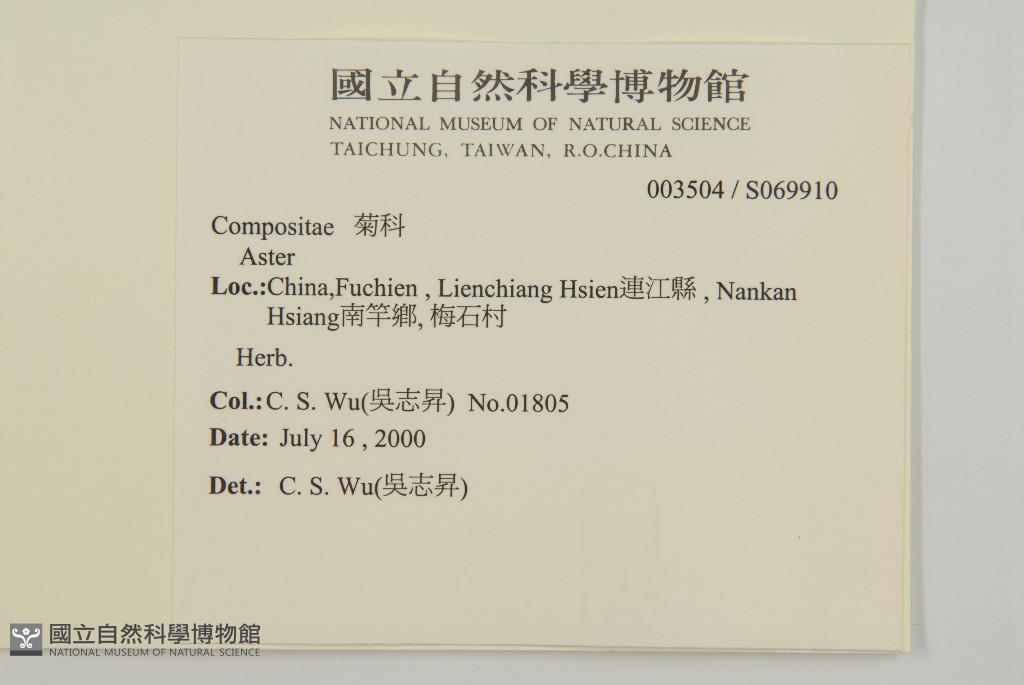 國立自然科學博物館
NATIONAL MUSEUM OF NATURAL SCIENCE
TAICHUNG, TAIWAN, R.O.CHINA
003504 / S069910
Compositae 菊科
Aster
Loc.:China,Fuchien , Lienchiang Hsien連江縣 , Nankan
Hsiang南竿鄉, 梅石村
Herb.
Col.:C. S. Wu(吳志昇) No.01805
Date: July 16 , 2000
Det.: C. S. Wu(吳志昇)
國立自然科學博物館
NATIONAL MUSEUM OF NATURAL SCIENCE